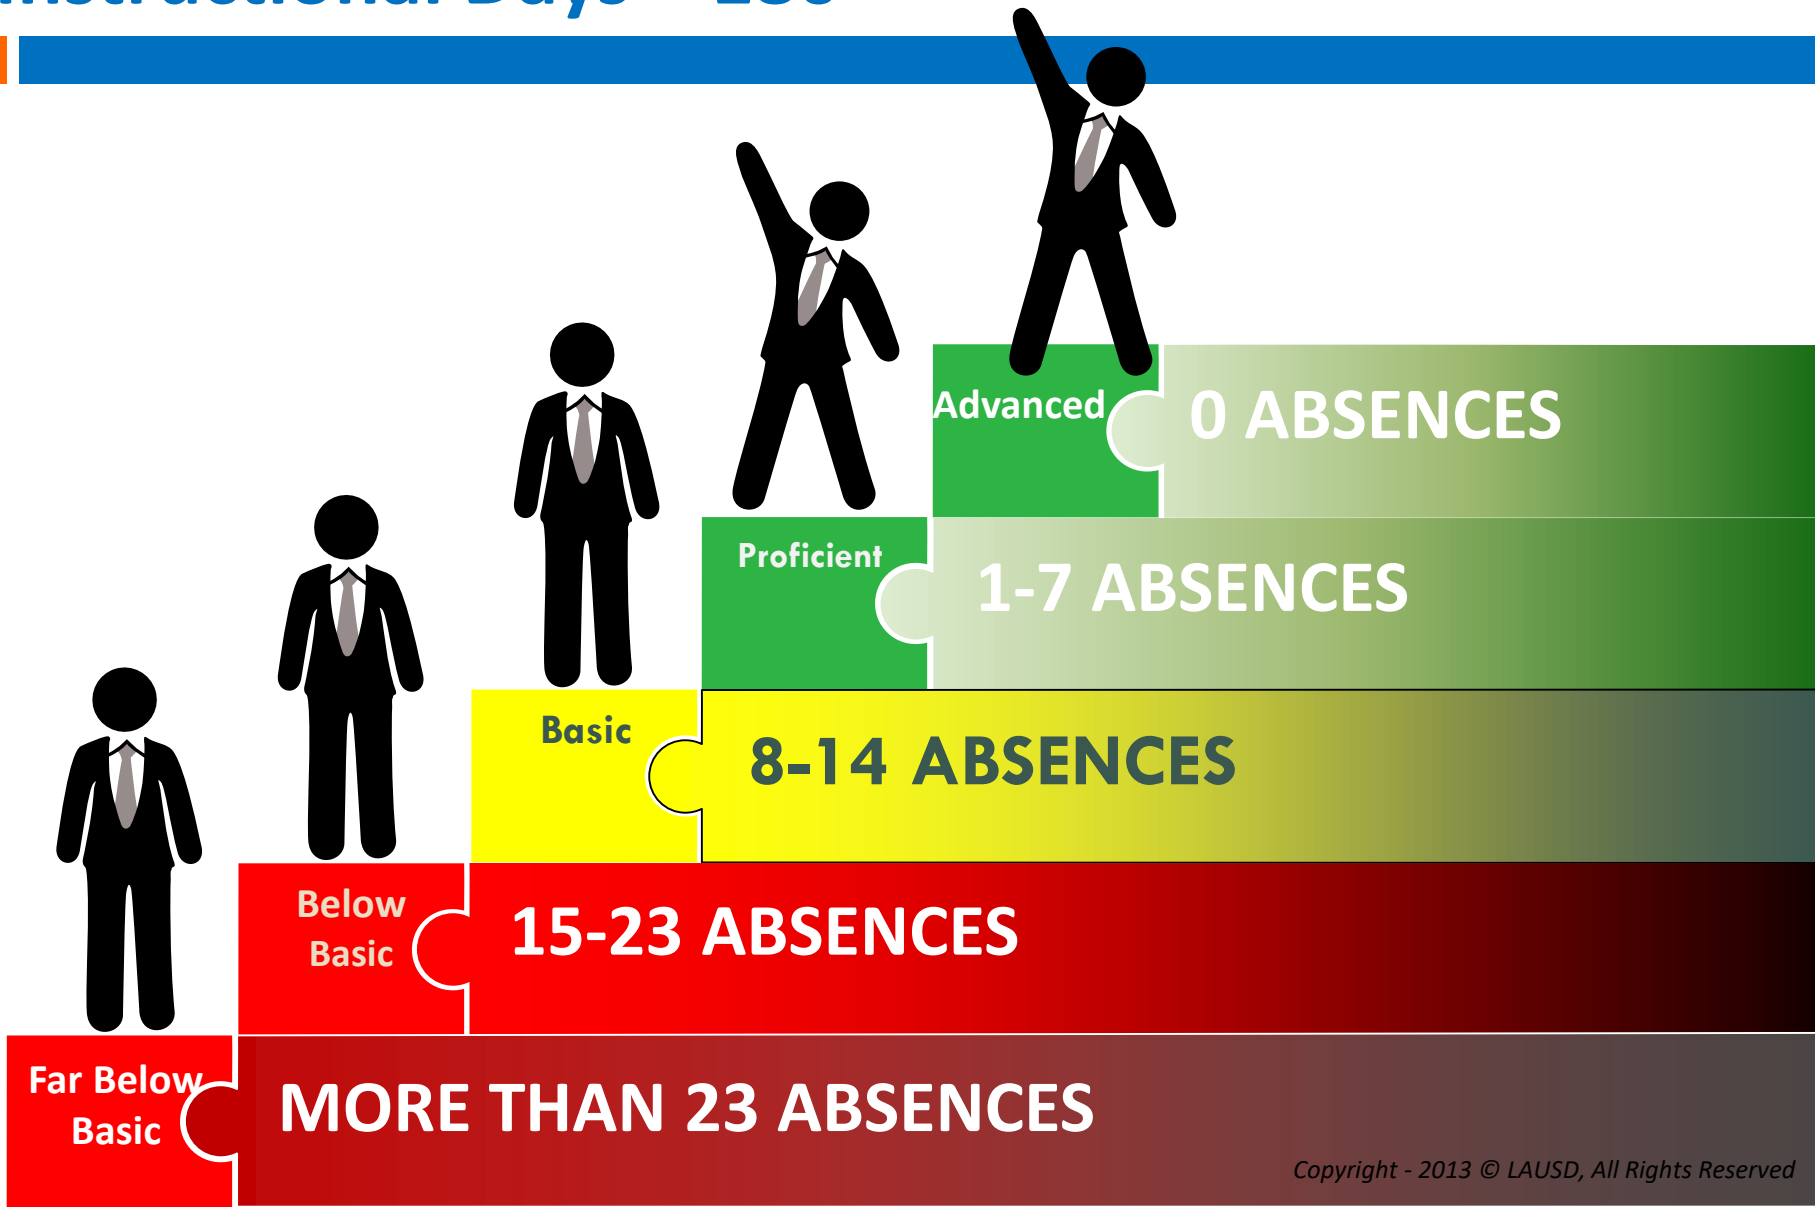 Days
Advanced
0 ABSENCES
Proficient
1-7 ABSENCES
Basic
8-14 ABSENCES
Below
Basic
15-23 ABSENCES
Far Below
Basic
MORE THAN 23 ABSENCES
Copyright - 2013 © LAUSD, All Rights Reserved